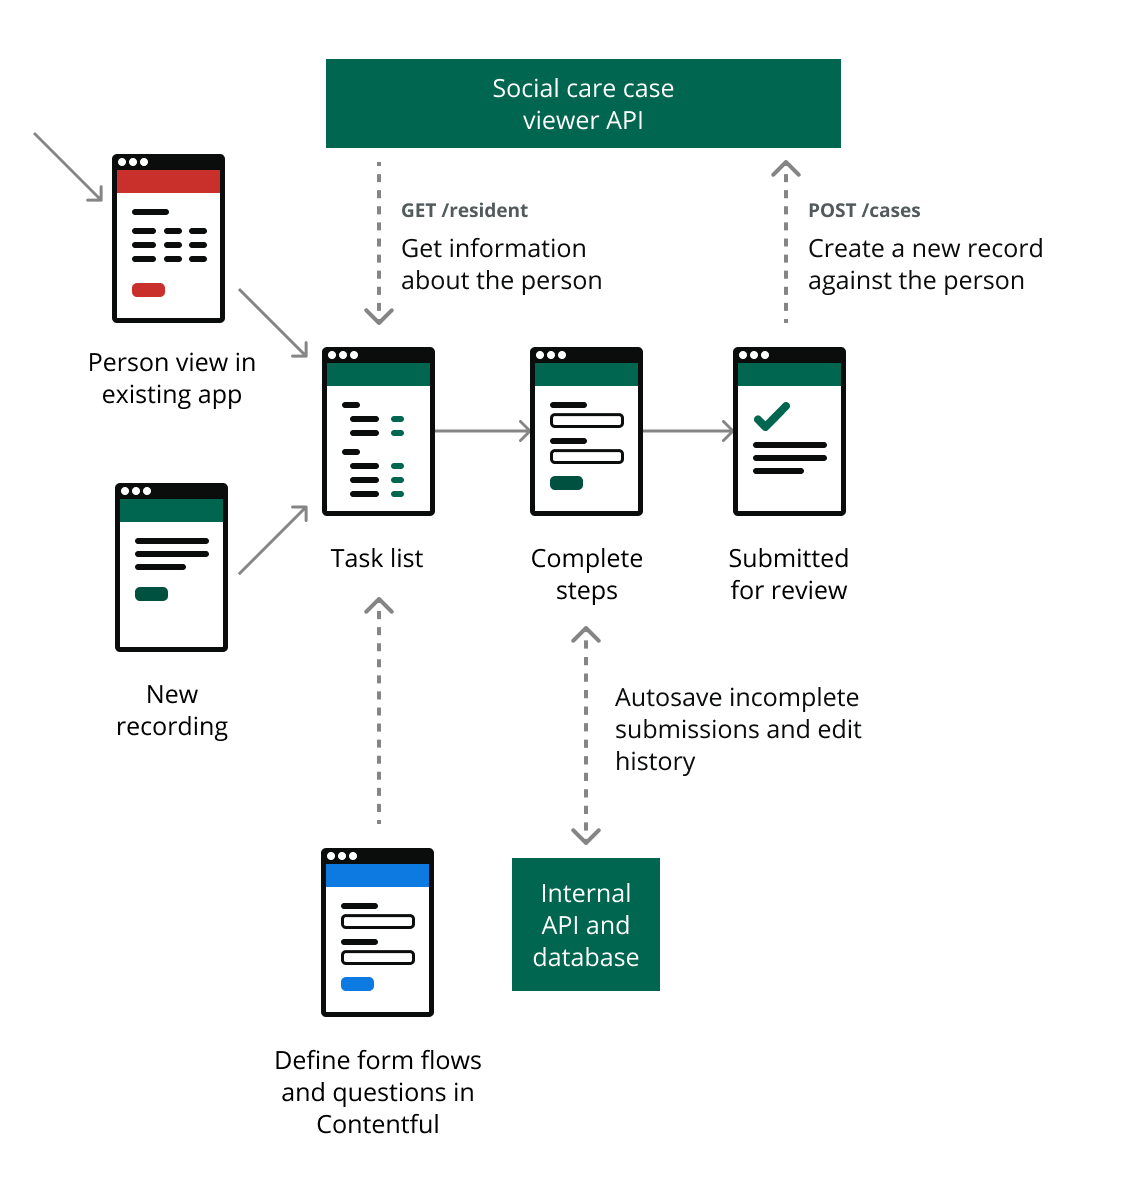 Social care case
viewer API
GET /resident
Get information
about the person
POST /cases
Create a new record
against the person
Person view in
existing app
Task list
Complete
steps
Submitted
for review
New
recording
Autosave incomplete
submissions and edit
history
Internal
API and
database
Define form flows
and questions in
Contentful